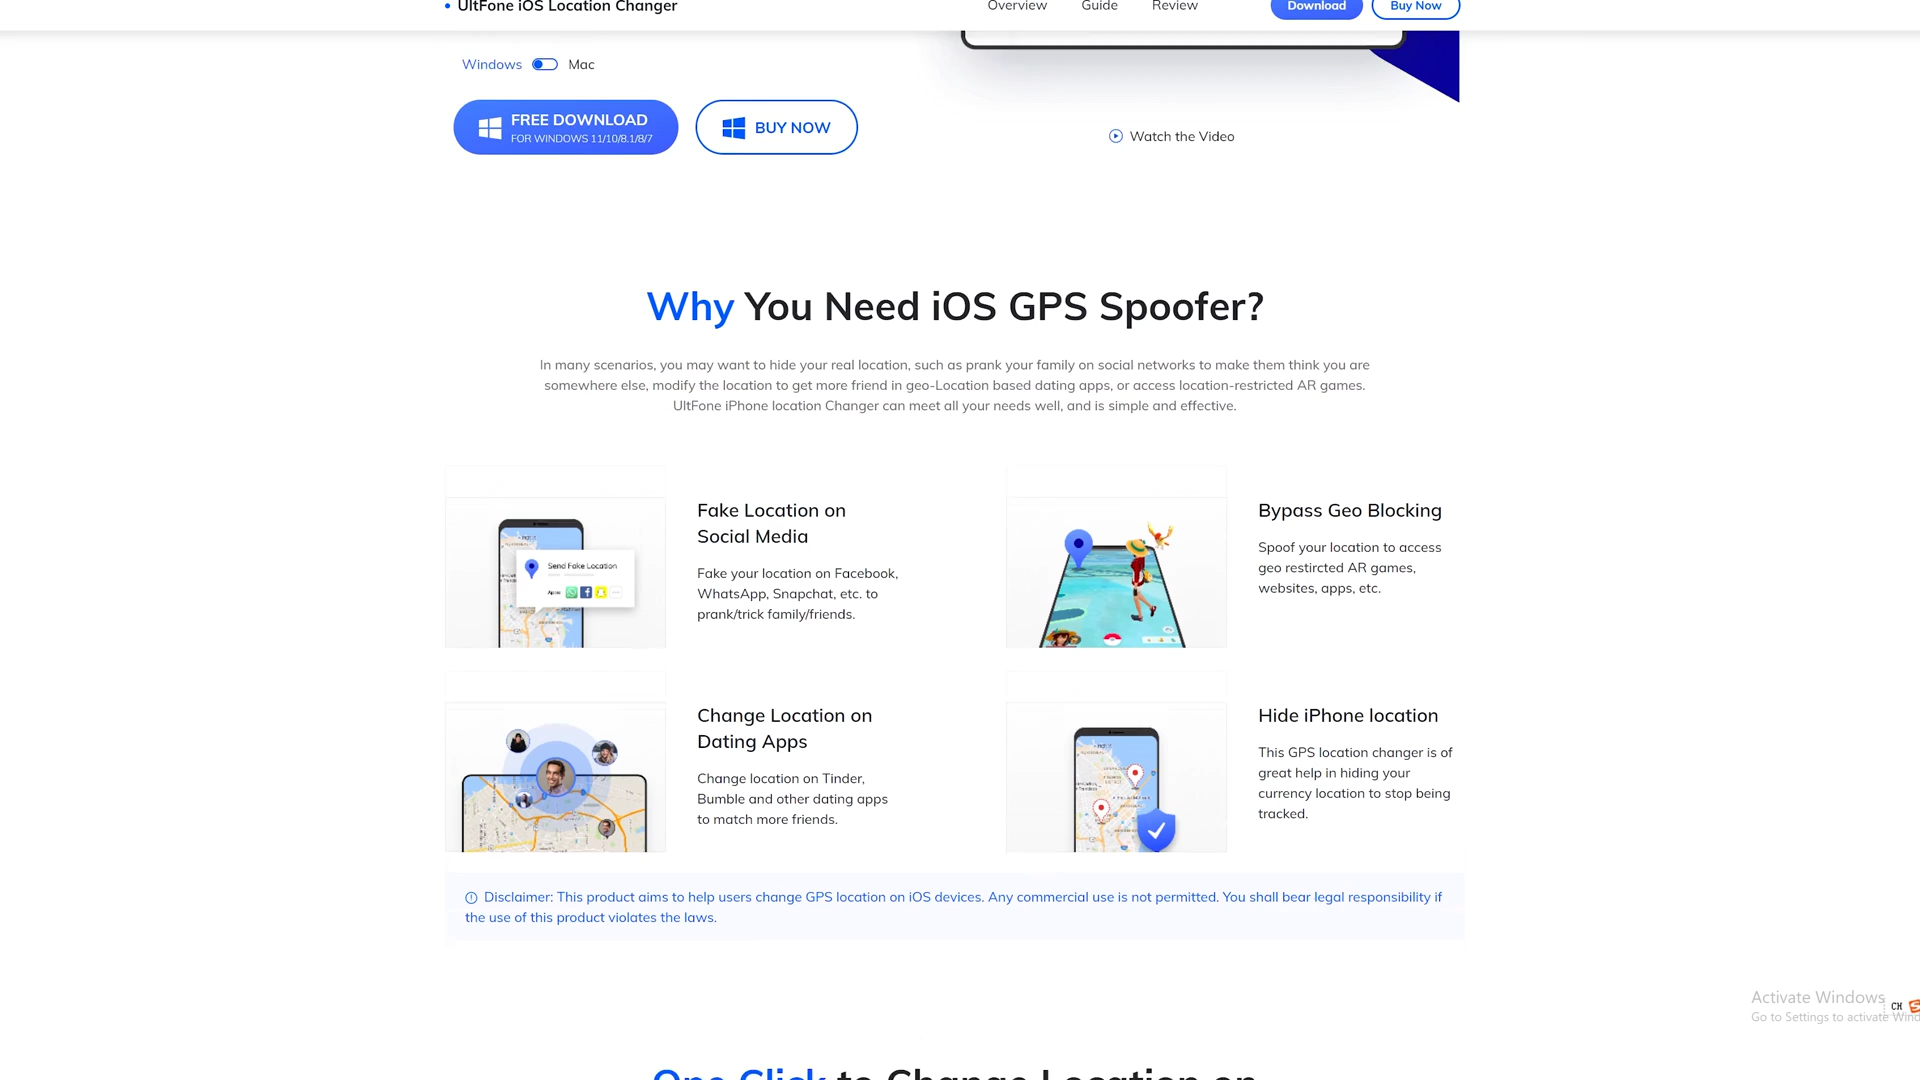 UltFone iOS Location Changer
Overview
Guide
Review
Download
Buy Now
Windows
Mac
FREE DOWNLOAD
FOR WINDOWS 11/10/8.1/8/7
BUY NOW
Watch the Video
Why You Need iOS GPS Spoofer?
In many scenarios, you may want to hide your real location, such as prank your family on social networks to make them think you are
somewhere else, modify the location to get more friend in geo-Location based dating apps, or access location-restricted AR games.
UltFone iPhone location Changer can meet all your needs well, and is simple and effective.
Send Fake Location
Apps
Fake Location on
Social Media
Fake your location on Facebook,
WhatsApp, Snapchat, etc. to
prank/trick family/friends.
Bypass Geo Blocking
Spoof your location to access
geo restircted AR games,
websites, apps, etc.
Change Location on
Dating Apps
Change location on Tinder,
Bumble and other dating apps
to match more friends.
Hide iPhone location
This GPS location changer is of
great help in hiding your
currency location to stop being
tracked.
Disclaimer: This product aims to help users change GPS location on iOS devices. Any commercial use is not permitted. You shall bear legal responsibility if
the use of this product violates the laws.
Activate Windows
Go to Settings to activate Wind
CH
One Click to Change Location on